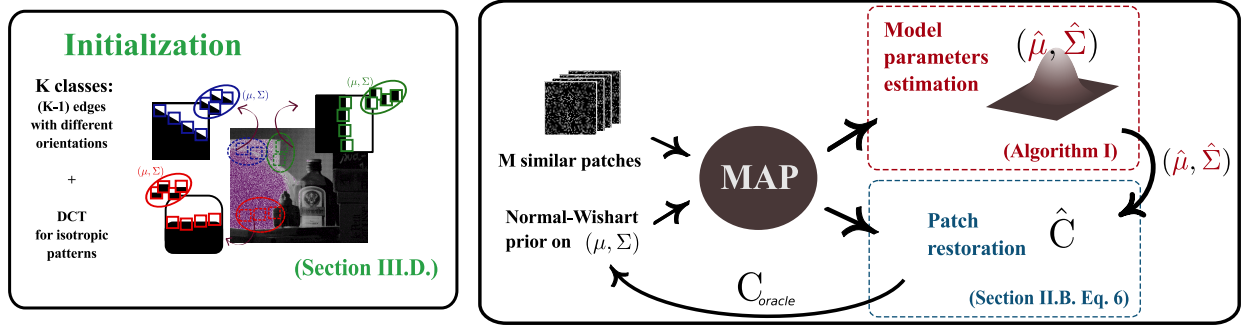 Initialization
K classes:
(K-1) edges
with different
orientations
+
DCT
for isotropic
patterns
(μ, Σ)
(μ, Σ)
(μ, Σ)
(Section III.D.)
M similar patches
Normal-Wishart
prior on (μ, Σ)
MAP
Model
parameters
estimation
(μ̂, Σ̂)
(Algorithm I)
(μ̂, Σ̂)
Patch
restoration
Ĉ
(Section II.B. Eq. 6)
C oracle